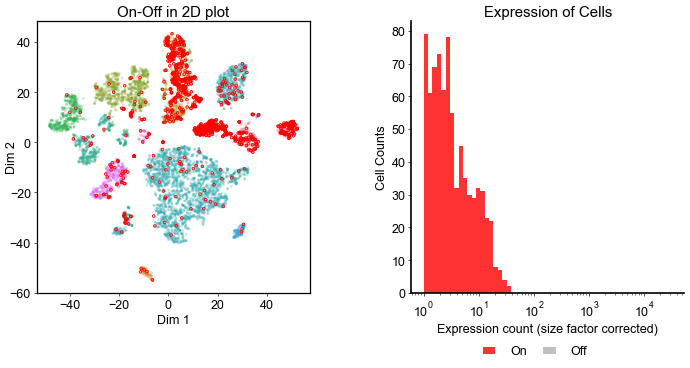 On-Off in 2D plot
40
20
0
−20
−40
−60
Dim 2
−40 −20 0 20 40
Dim 1
Expression of Cells
80
70
60
50
40
30
20
10
0
Cell Counts
10^0 10^1 10^2 10^3 10^4
Expression count (size factor corrected)
On Off